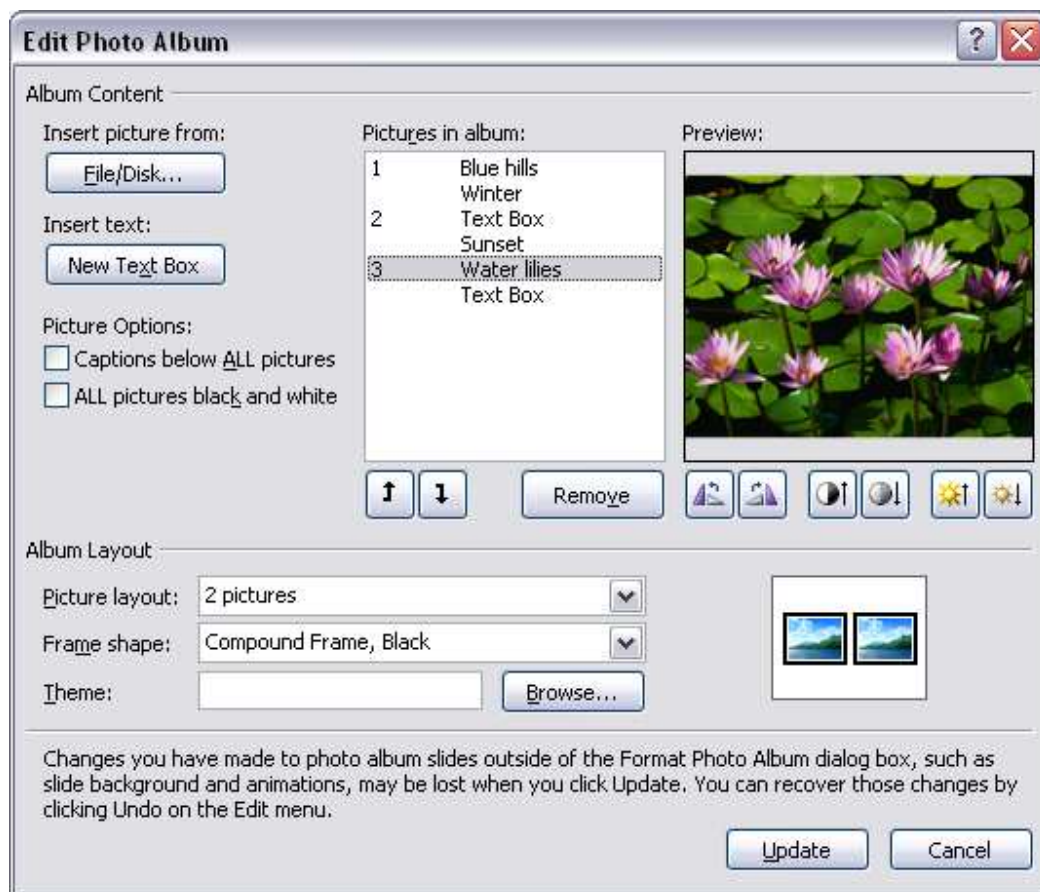 Edit Photo Album
Album Content
Insert picture from:
File/Disk...
Insert text:
New Text Box
Picture Options:
Captions below ALL pictures
ALL pictures black and white
Pictures in album:
1 Blue hills
Winter
2 Text Box
Sunset
3 Water lilies
Text Box
Remove
Preview:
Album Layout
Picture layout: 2 pictures
Frame shape: Compound Frame, Black
Theme:
Browse...
Changes you have made to photo album slides outside of the Format Photo Album dialog box, such as
slide background and animations, may be lost when you click Update. You can recover those changes by
clicking Undo on the Edit menu.
Update Cancel